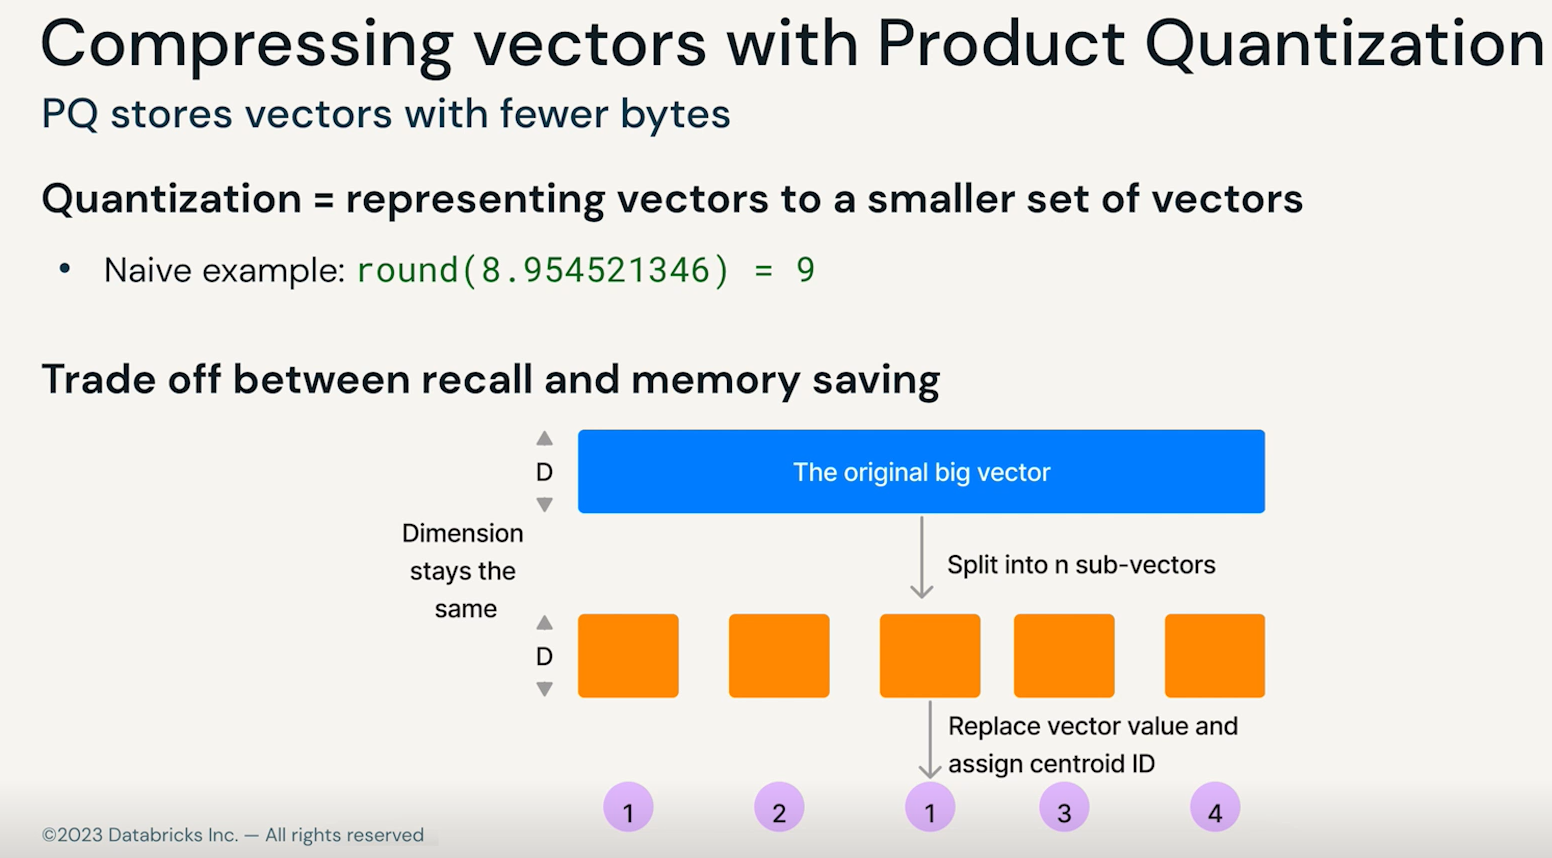 Compressing vectors with Product Quantization
PQ stores vectors with fewer bytes
Quantization = representing vectors to a smaller set of vectors
• Naive example: round(8.954521346) = 9
Trade off between recall and memory saving
D
The original big vector
Dimension
stays the
same
Split into n sub-vectors
D
Replace vector value and
assign centroid ID
1 2 1 3 4
©2023 Databricks Inc. — All rights reserved